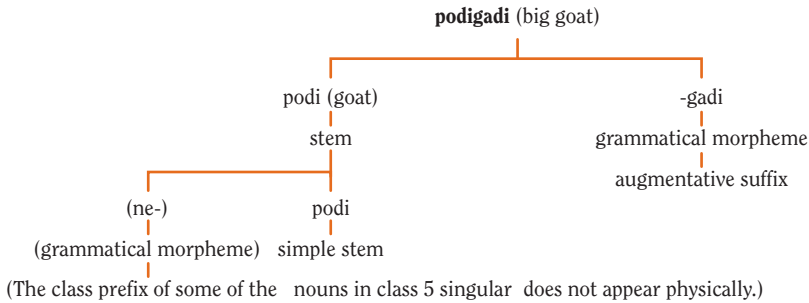 podigadi (big goat)
podi (goat) -gadi
stem grammatical morpheme
augmentative suffix
(ne-) podi
(grammatical morpheme) simple stem
(The class prefix of some of the nouns in class 5 singular does not appear physically.)